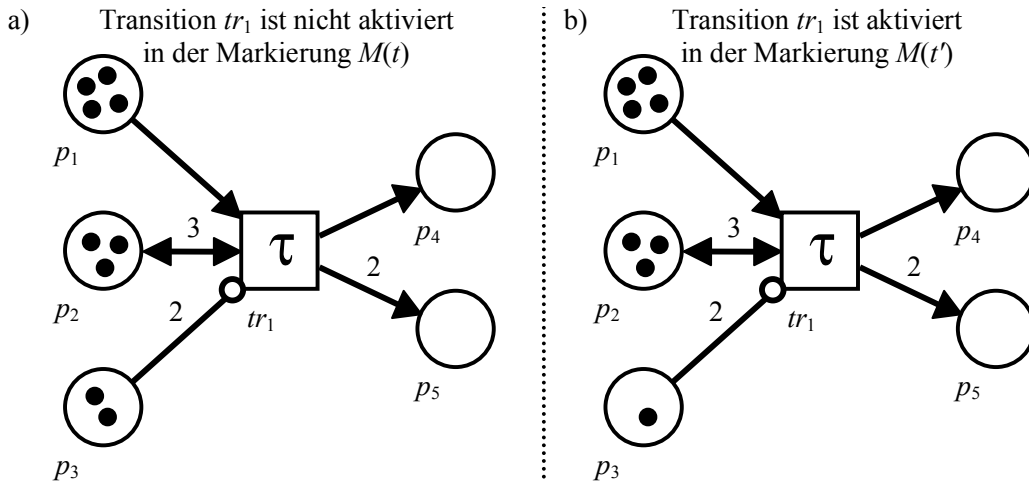 a)
Transition tr1 ist nicht aktiviert
in der Markierung M(t)
p1
3
p2
τ
2
tr1
p3
p4
2
p5
b)
Transition tr1 ist aktiviert
in der Markierung M(t')
p1
3
p2
τ
2
tr1
p3
p4
2
p5